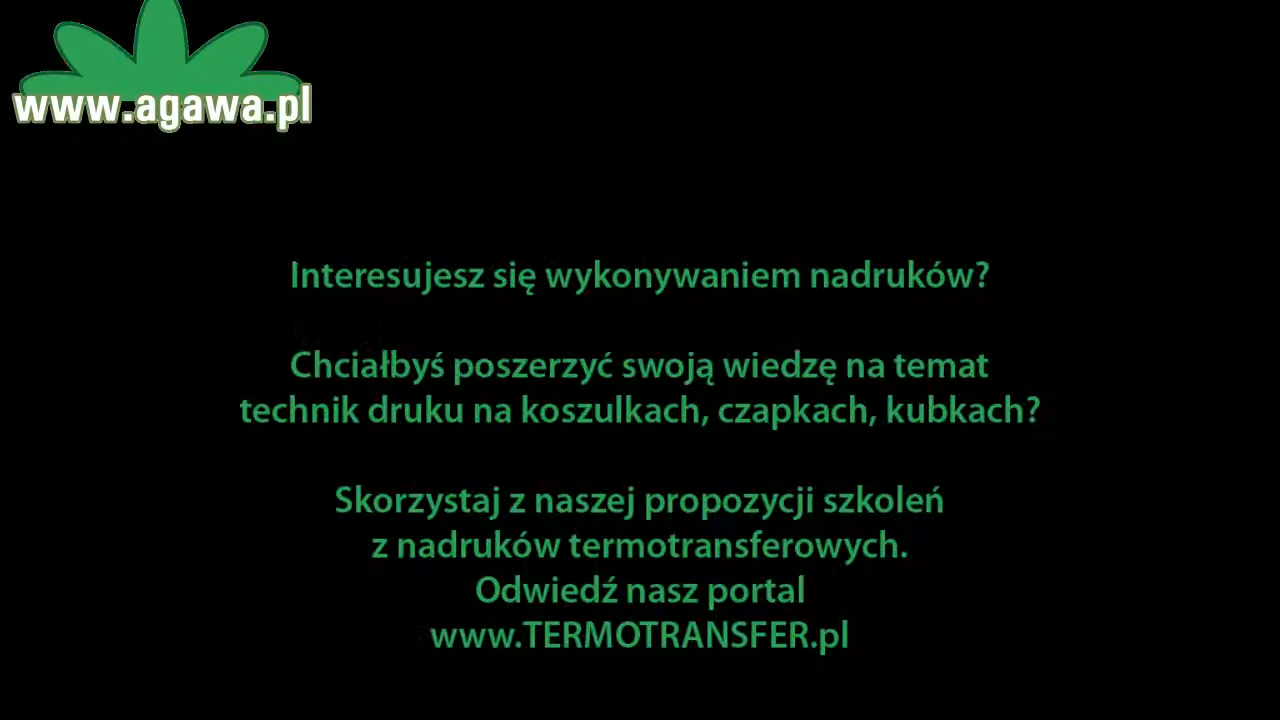 www.agawa.pl
Interesujesz się wykonywaniem nadruków?
Chciałbyś poszerzyć swoją wiedzę na temat
technik druku na koszulkach, czapkach, kubkach?
Skorzystaj z naszej propozycji szkoleń
z nadruków termotransferowych.
Odwiedź nasz portal
www.TERMOTRANSFER.pl